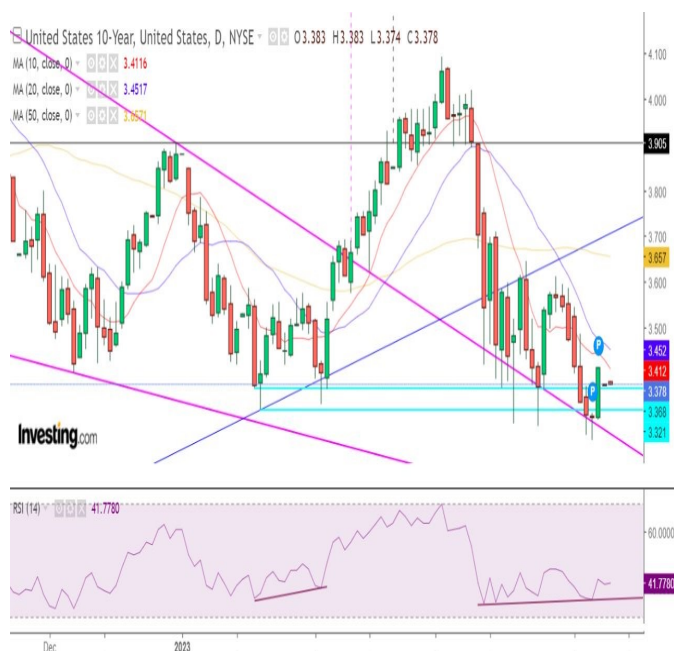 United States 10-Year, United States, D, NYSE O3.383 H3.383 L3.374 C3.378
MA (10, close, 0) 3.4116
MA (20, close, 0) 3.4517
MA (50, close, 0) 3.6571
4.100
4.000
3.905
3.800
3.700
3.657
3.600
3.500
3.452
3.412
3.378
3.368
3.321
P
P
Investing.com
RSI (14) 41.7780
60.0000
41.7780
Dec 2023